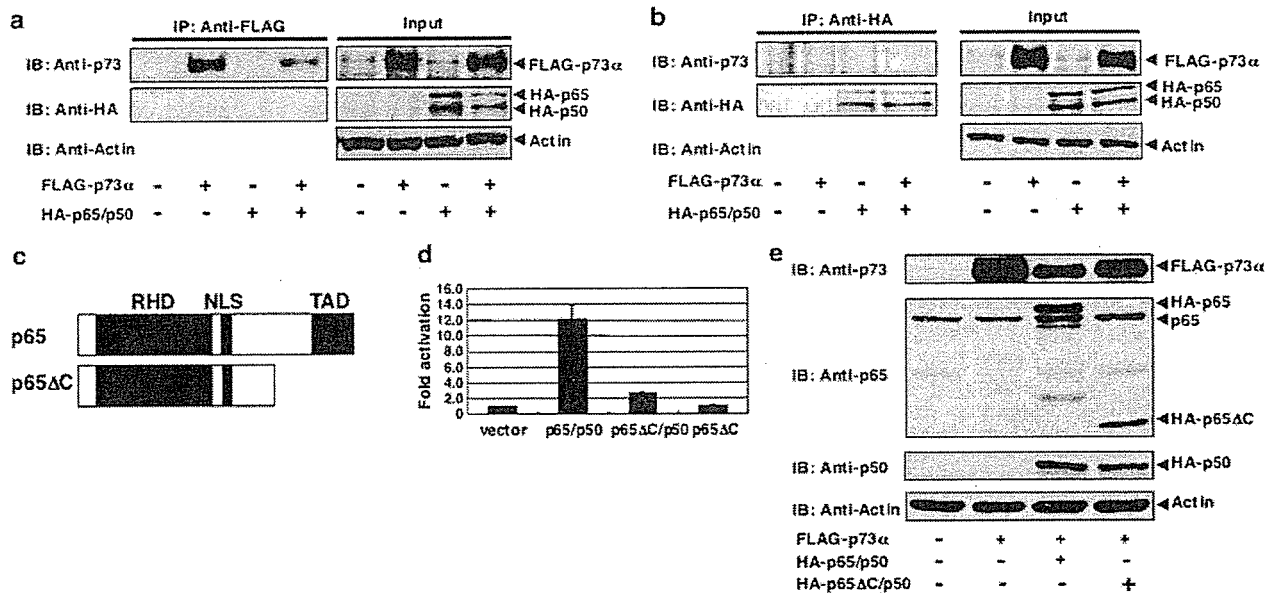 a
IP: Anti-FLAG
Input
IB: Anti-p73
FLAG-p73α
IB: Anti-HA
HA-p65
HA-p50
IB: Anti-Actin
Actin
FLAG-p73α - + - + - + - +
HA-p65/p50 - - + + - - + +
b
IP: Anti-HA
Input
IB: Anti-p73
FLAG-p73α
IB: Anti-HA
HA-p65
HA-p50
IB: Anti-Actin
Actin
FLAG-p73α - + - + - + - +
HA-p65/p50 - - + + - - + +
c
RHD NLS TAD
p65
p65ΔC
d
Fold activation
16.0
14.0
12.0
10.0
8.0
6.0
4.0
2.0
0
vector p65/p50 p65ΔC/p50 p65ΔC
e
IB: Anti-p73
FLAG-p73α
HA-p65
p65
IB: Anti-p65
HA-p65ΔC
IB: Anti-p50
HA-p50
IB: Anti-Actin
Actin
FLAG-p73α - + + +
HA-p65/p50 - - + -
HA-p65ΔC/p50 - - - +